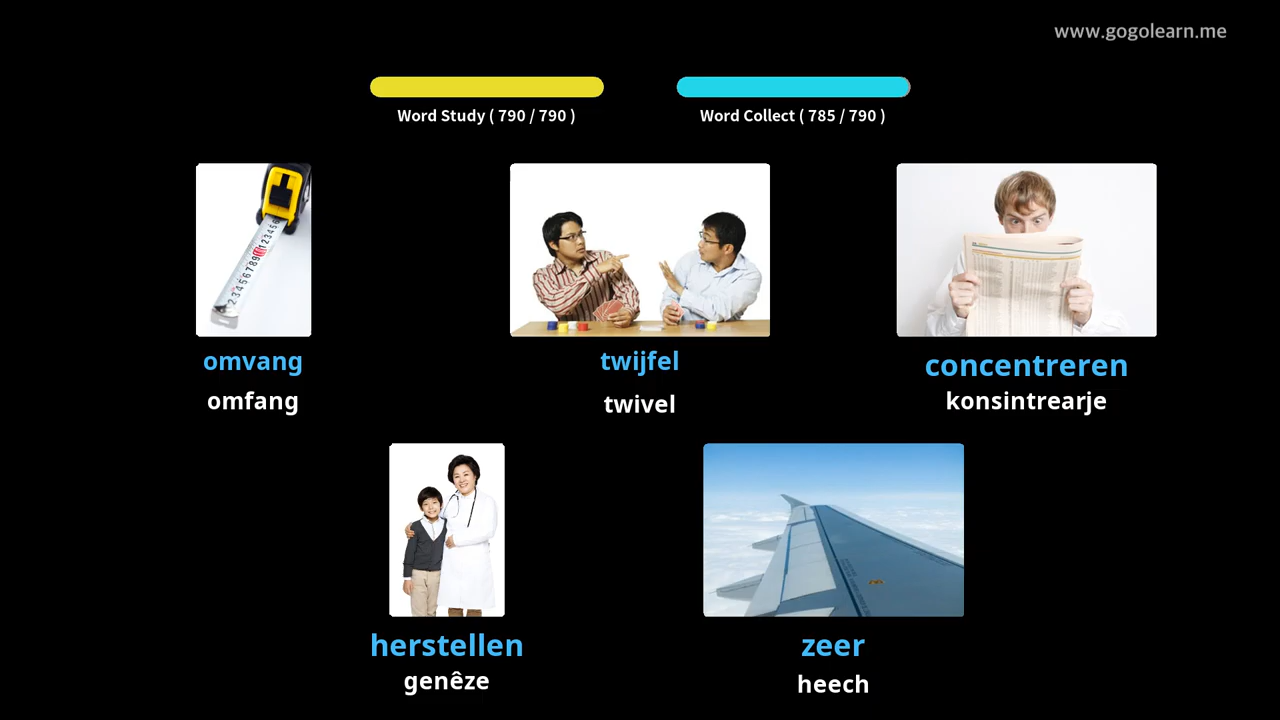 www.gogolearn.me
Word Study ( 790 / 790 )
Word Collect ( 785 / 790 )
omvang
omfang
twijfel
twivel
concentreren
konsintrearje
herstellen
genêze
zeer
heech